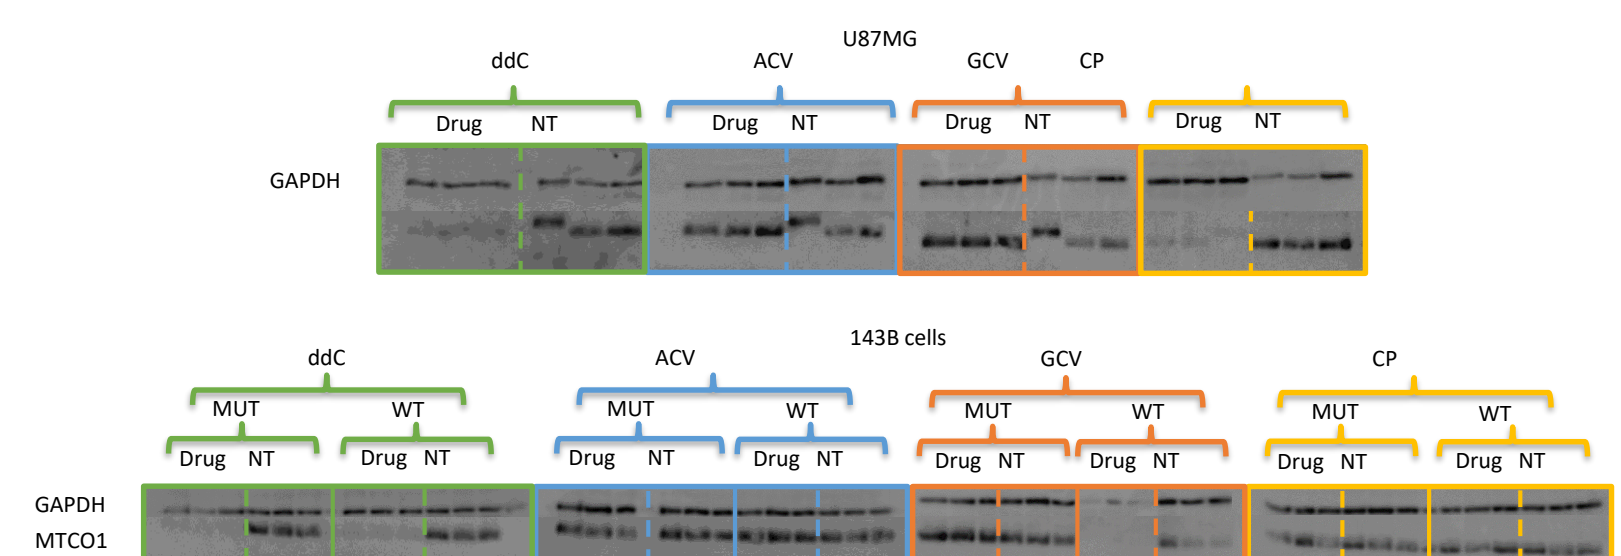 U87MG
ddC ACV GCV CP
Drug NT Drug NT Drug NT Drug NT
GAPDH
143B cells
ddC ACV GCV CP
MUT WT MUT WT MUT WT MUT WT
Drug NT Drug NT Drug NT Drug NT Drug NT Drug NT Drug NT Drug NT
GAPDH
MTCO1